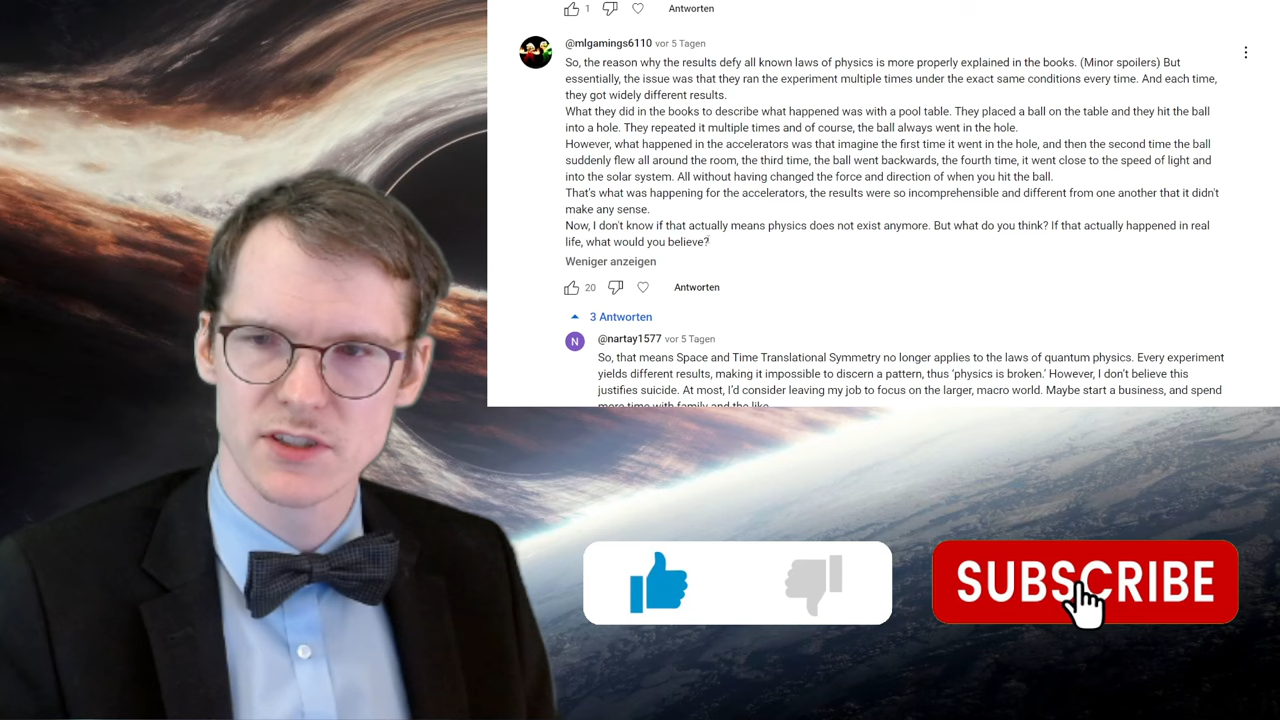 1 Antworten
@mlgamings6110 vor 5 Tagen
So, the reason why the results defy all known laws of physics is more properly explained in the books. (Minor spoilers) But
essentially, the issue was that they ran the experiment multiple times under the exact same conditions every time. And each time,
they got widely different results.
What they did in the books to describe what happened was with a pool table. They placed a ball on the table and they hit the ball
into a hole. They repeated it multiple times and of course, the ball always went in the hole.
However, what happened in the accelerators was that imagine the first time it went in the hole, and then the second time the ball
suddenly flew all around the room, the third time, the ball went backwards, the fourth time, it went close to the speed of light and
into the solar system. All without having changed the force and direction of when you hit the ball.
That's what was happening for the accelerators, the results were so incomprehensible and different from one another that it didn't
make any sense.
Now, I don't know if that actually means physics does not exist anymore. But what do you think? If that actually happened in real
life, what would you believe?
Weniger anzeigen
20 Antworten
3 Antworten
N
@nartay1577 vor 5 Tagen
So, that means Space and Time Translational Symmetry no longer applies to the laws of quantum physics. Every experiment
yields different results, making it impossible to discern a pattern, thus ‘physics is broken.’ However, I don’t believe this
justifies suicide. At most, I’d consider leaving my job to focus on the larger, macro world. Maybe start a business, and spend
more time with family and the like.
SUBSCRIBE